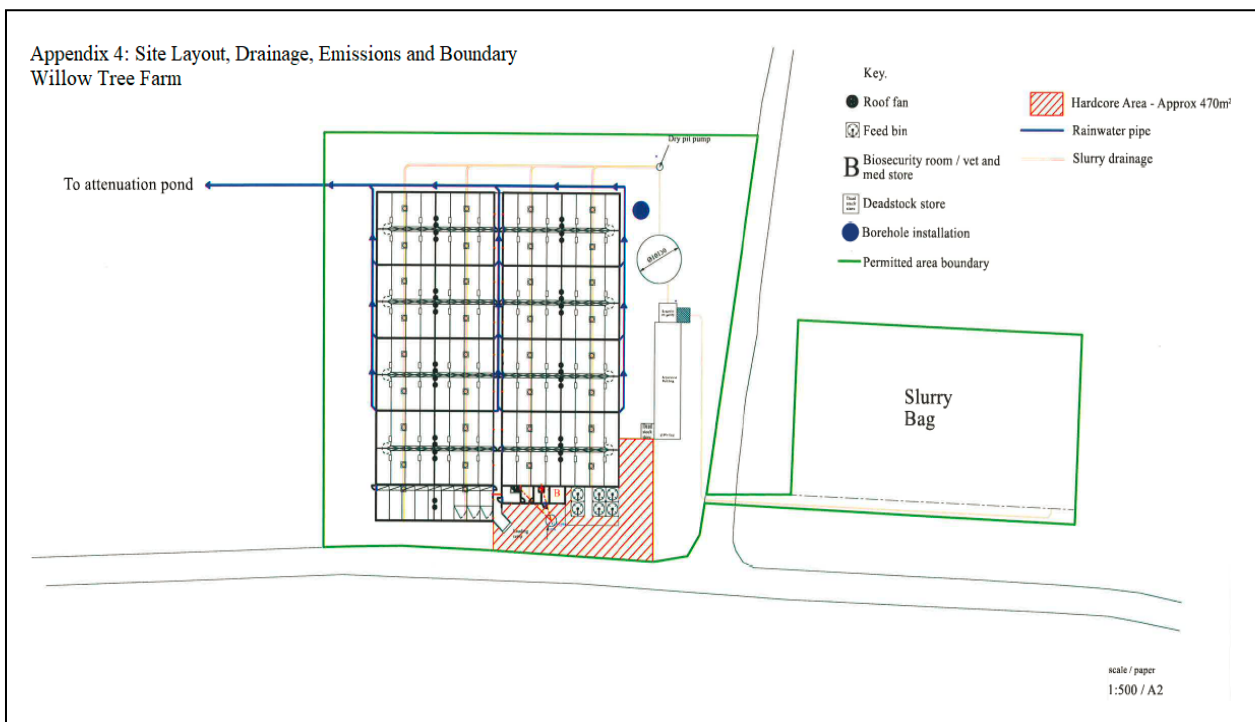 Appendix 4: Site Layout, Drainage, Emissions and Boundary
Willow Tree Farm
Key.
Roof fan
Feed bin
B Biosecurity room / vet and
med store
Deadstock store
Borehole installation
Permitted area boundary
Hardcore Area - Approx 470m²
Rainwater pipe
Slurry drainage
Dry pit pump
To attenuation pond
B
Slurry
Bag
scale / paper
1:500 / A2